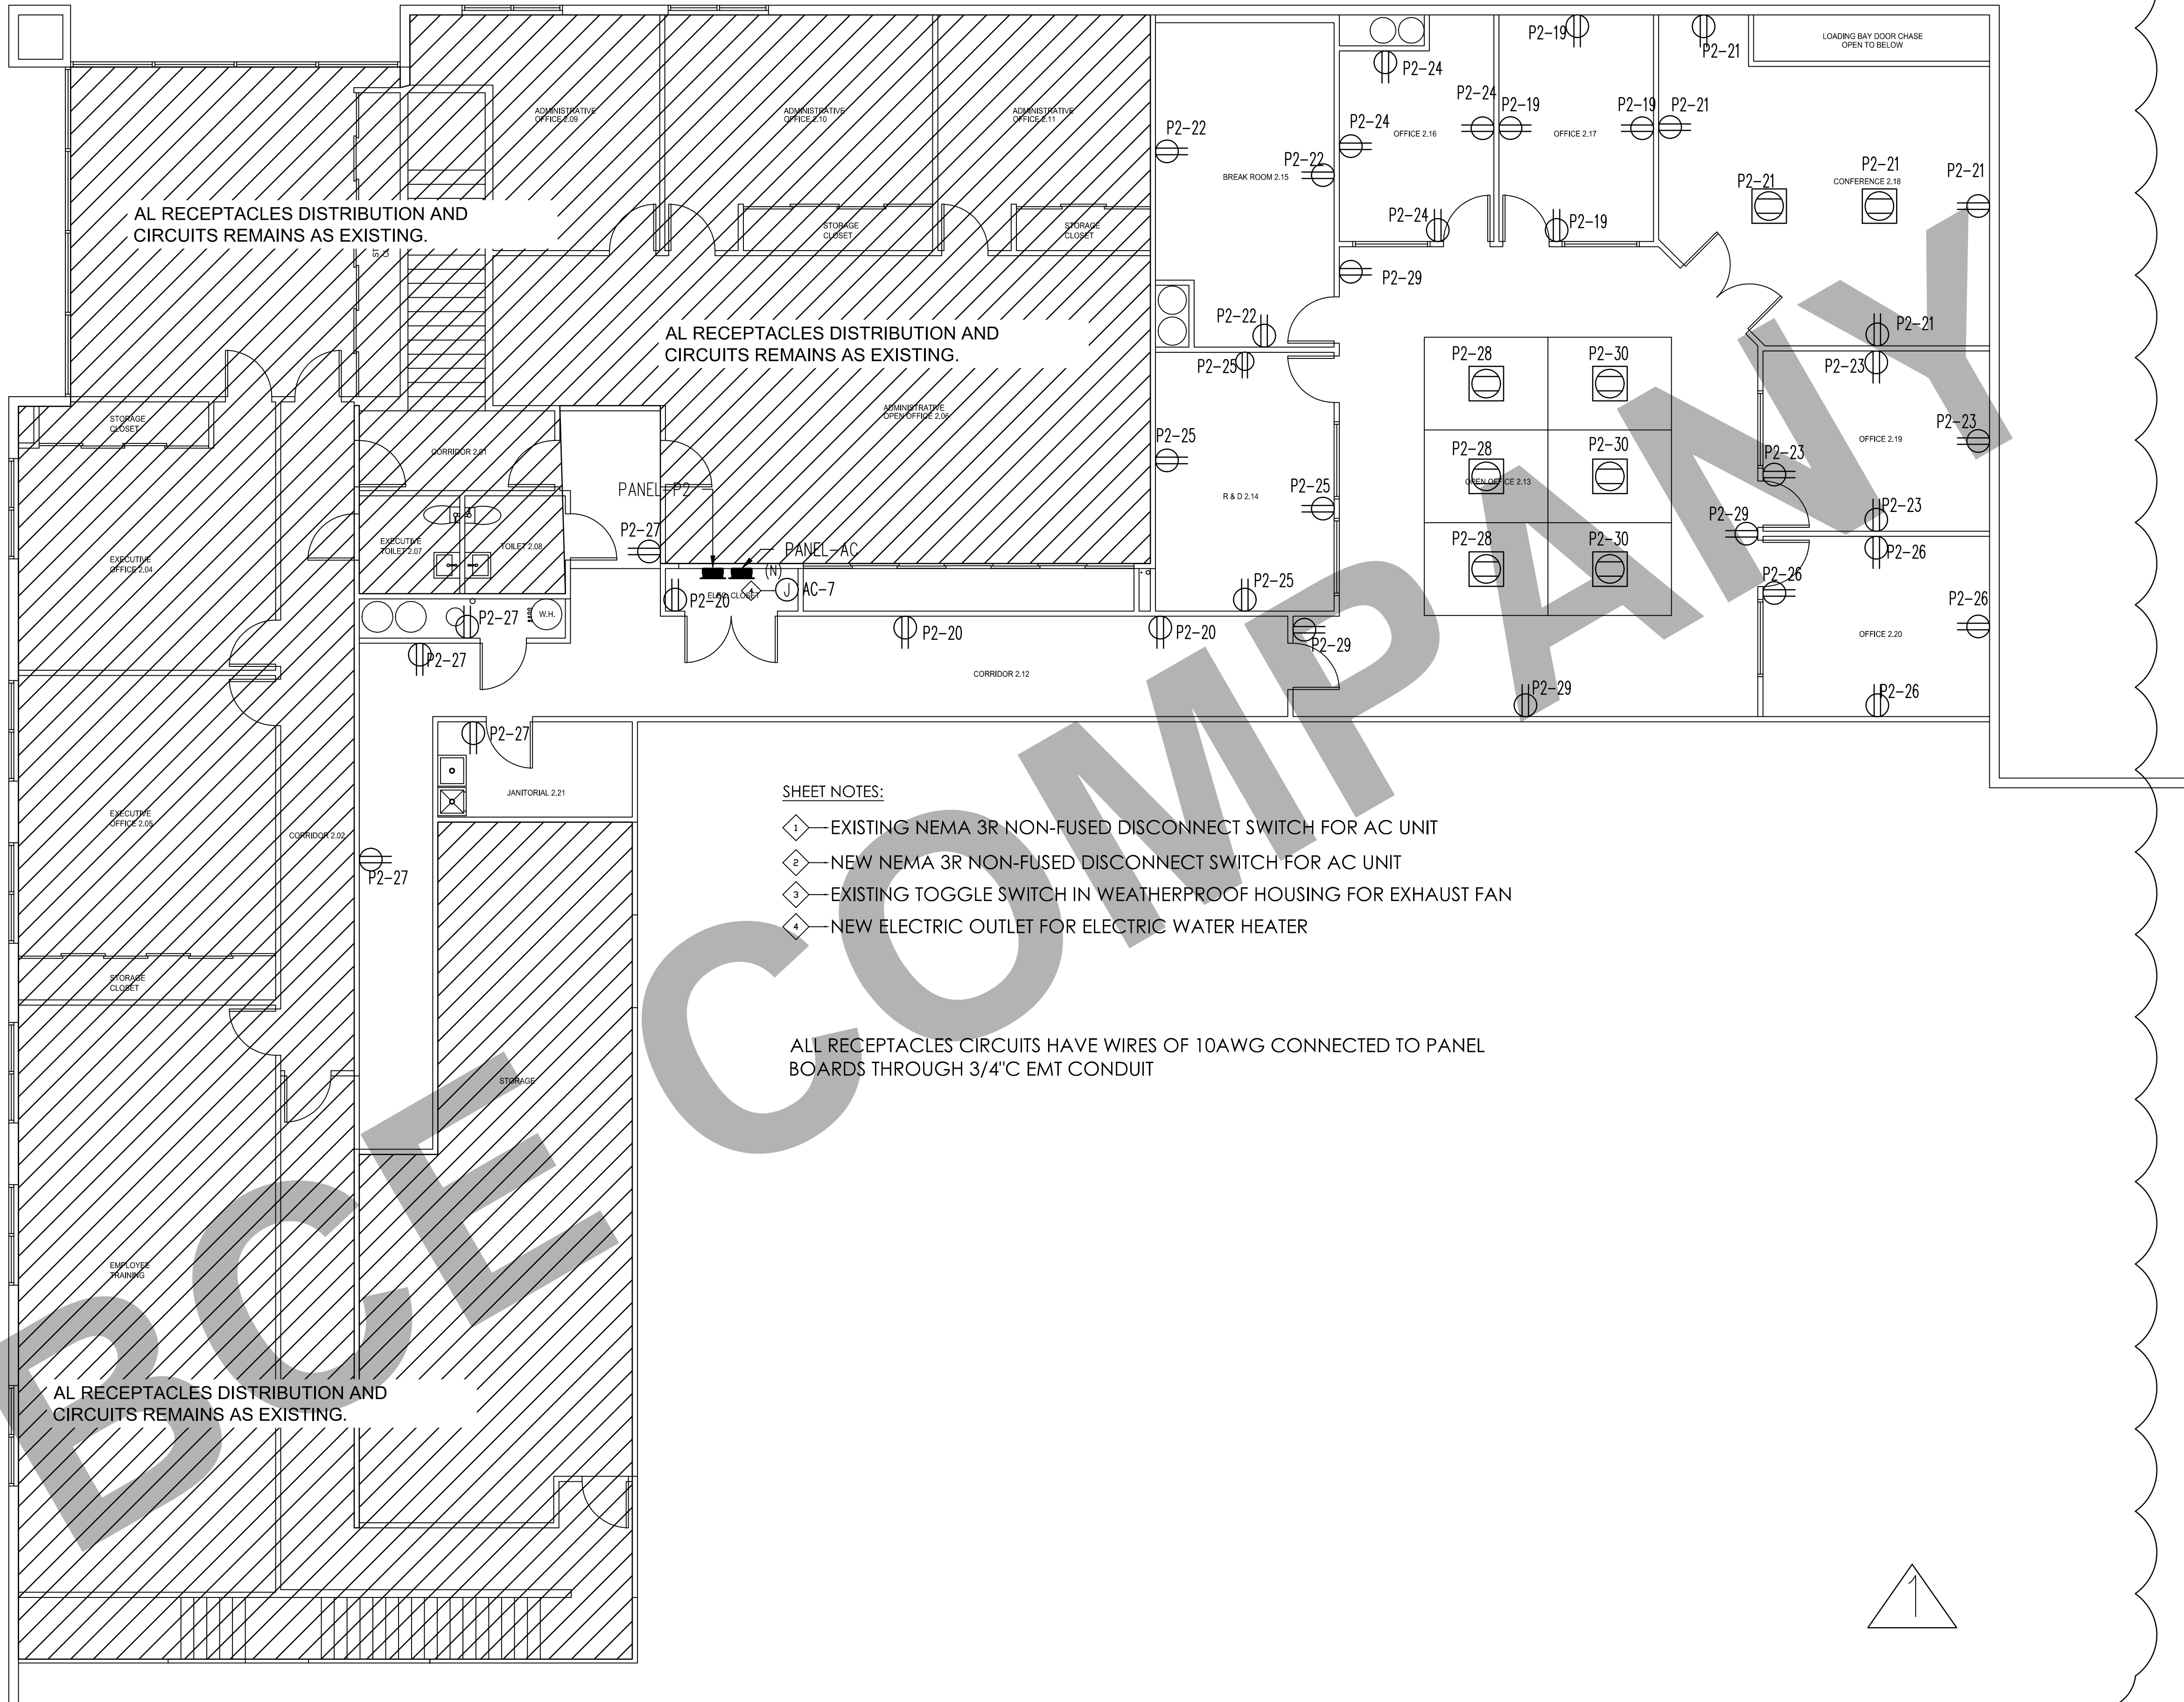 LOADING BAY DOOR CHASE
OPEN TO BELOW
P2-19
P2-21
P2-24
P2-24
P2-19
P2-19
P2-21
ADMINISTRATIVE
OFFICE 2.09
ADMINISTRATIVE
OFFICE 2.10
ADMINISTRATIVE
OFFICE 2.11
P2-22
P2-24
OFFICE 2.16
OFFICE 2.17
P2-22
BREAK ROOM 2.15
P2-21
P2-21
CONFERENCE 2.18
P2-21
AL RECEPTACLES DISTRIBUTION AND
CIRCUITS REMAINS AS EXISTING.
STORAGE
CLOSET
STORAGE
CLOSET
P2-24
P2-19
P2-29
P2-22
P2-21
AL RECEPTACLES DISTRIBUTION AND
CIRCUITS REMAINS AS EXISTING.
P2-25
P2-28
P2-30
P2-23
STORAGE
CLOSET
ADMINISTRATIVE
OPEN OFFICE 2.06
P2-25
P2-28
P2-30
P2-23
OFFICE 2.19
CORRIDOR 2.01
P2-23
OPEN OFFICE 2.13
PANEL-P2
R & D 2.14
P2-25
P2-23
P2-29
P2-27
EXECUTIVE
TOILET 2.07
TOILET 2.08
PANEL-AC
P2-28
P2-30
P2-26
EXECUTIVE
OFFICE 2.04
(N)
P2-20
ELEC. CLOSET
4
J
AC-7
P2-25
P2-26
P2-26
P2-27
W.H.
P2-20
P2-20
P2-29
OFFICE 2.20
P2-27
CORRIDOR 2.12
P2-29
P2-26
P2-27
JANITORIAL 2.21
EXECUTIVE
OFFICE 2.05
CORRIDOR 2.02
P2-27
SHEET NOTES:
1 EXISTING NEMA 3R NON-FUSED DISCONNECT SWITCH FOR AC UNIT
2 NEW NEMA 3R NON-FUSED DISCONNECT SWITCH FOR AC UNIT
3 EXISTING TOGGLE SWITCH IN WEATHERPROOF HOUSING FOR EXHAUST FAN
4 NEW ELECTRIC OUTLET FOR ELECTRIC WATER HEATER
STORAGE
CLOSET
ALL RECEPTACLES CIRCUITS HAVE WIRES OF 10AWG CONNECTED TO PANEL
BOARDS THROUGH 3/4"C EMT CONDUIT
STORAGE
EMPLOYEE
TRAINING
AL RECEPTACLES DISTRIBUTION AND
CIRCUITS REMAINS AS EXISTING.
1
BCE COMPANY